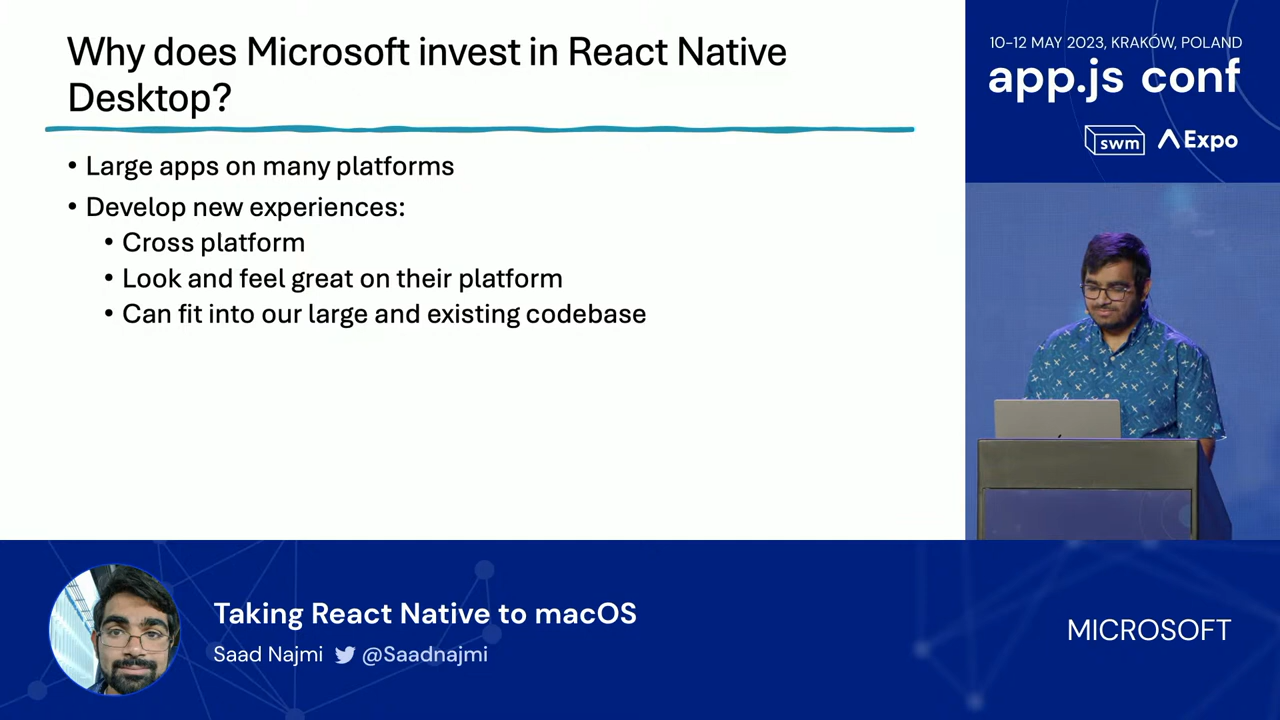 Why does Microsoft invest in React Native
Desktop?
• Large apps on many platforms
• Develop new experiences:
• Cross platform
• Look and feel great on their platform
• Can fit into our large and existing codebase
10-12 MAY 2023, KRAKÓW, POLAND
app.js conf
swm
Expo
Taking React Native to macOS
Saad Najmi @Saadnajmi
MICROSOFT